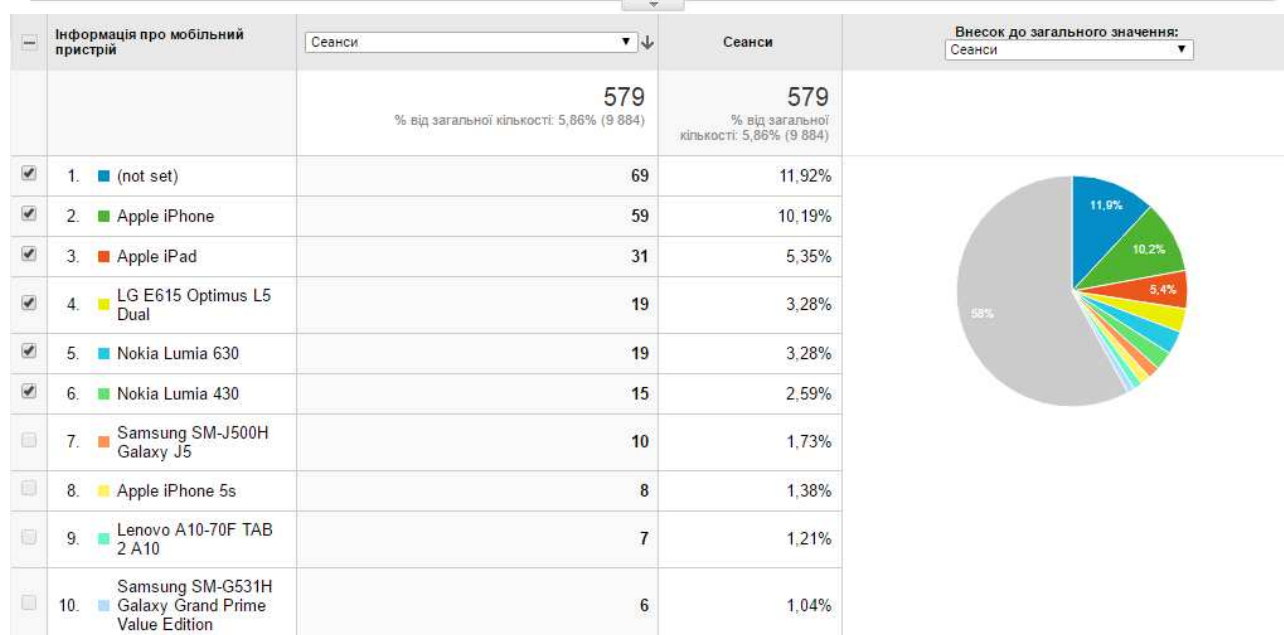 Інформація про мобільний
пристрій
Сеанси
Сеанси
Внесок до загального значення:
Сеанси
579
% від загальної кількості: 5,86% (9 884)
579
% від загальної
кількості: 5,86% (9 884)
1. (not set) 69 11,92%
2. Apple iPhone 59 10,19%
3. Apple iPad 31 5,35%
4. LG E615 Optimus L5
Dual 19 3,28%
5. Nokia Lumia 630 19 3,28%
6. Nokia Lumia 430 15 2,59%
7. Samsung SM-J500H
Galaxy J5 10 1,73%
8. Apple iPhone 5s 8 1,38%
9. Lenovo A10-70F TAB
2 A10 7 1,21%
10. Samsung SM-G531H
Galaxy Grand Prime
Value Edition 6 1,04%
11,9%
10,2%
5,4%
58%